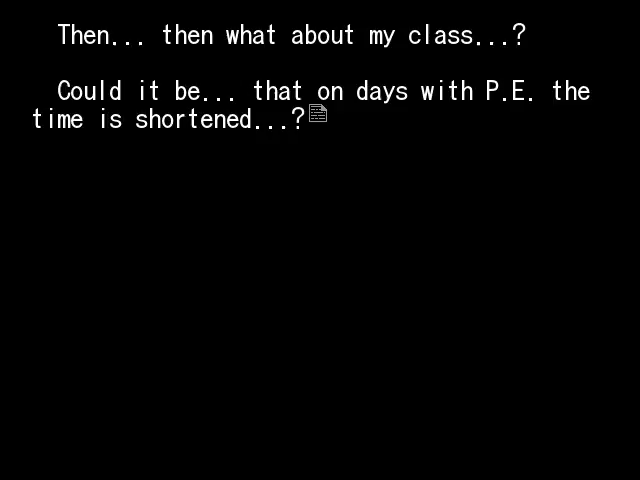 Then... then what about my class...?
Could it be... that on days with P.E. the
time is shortened...?